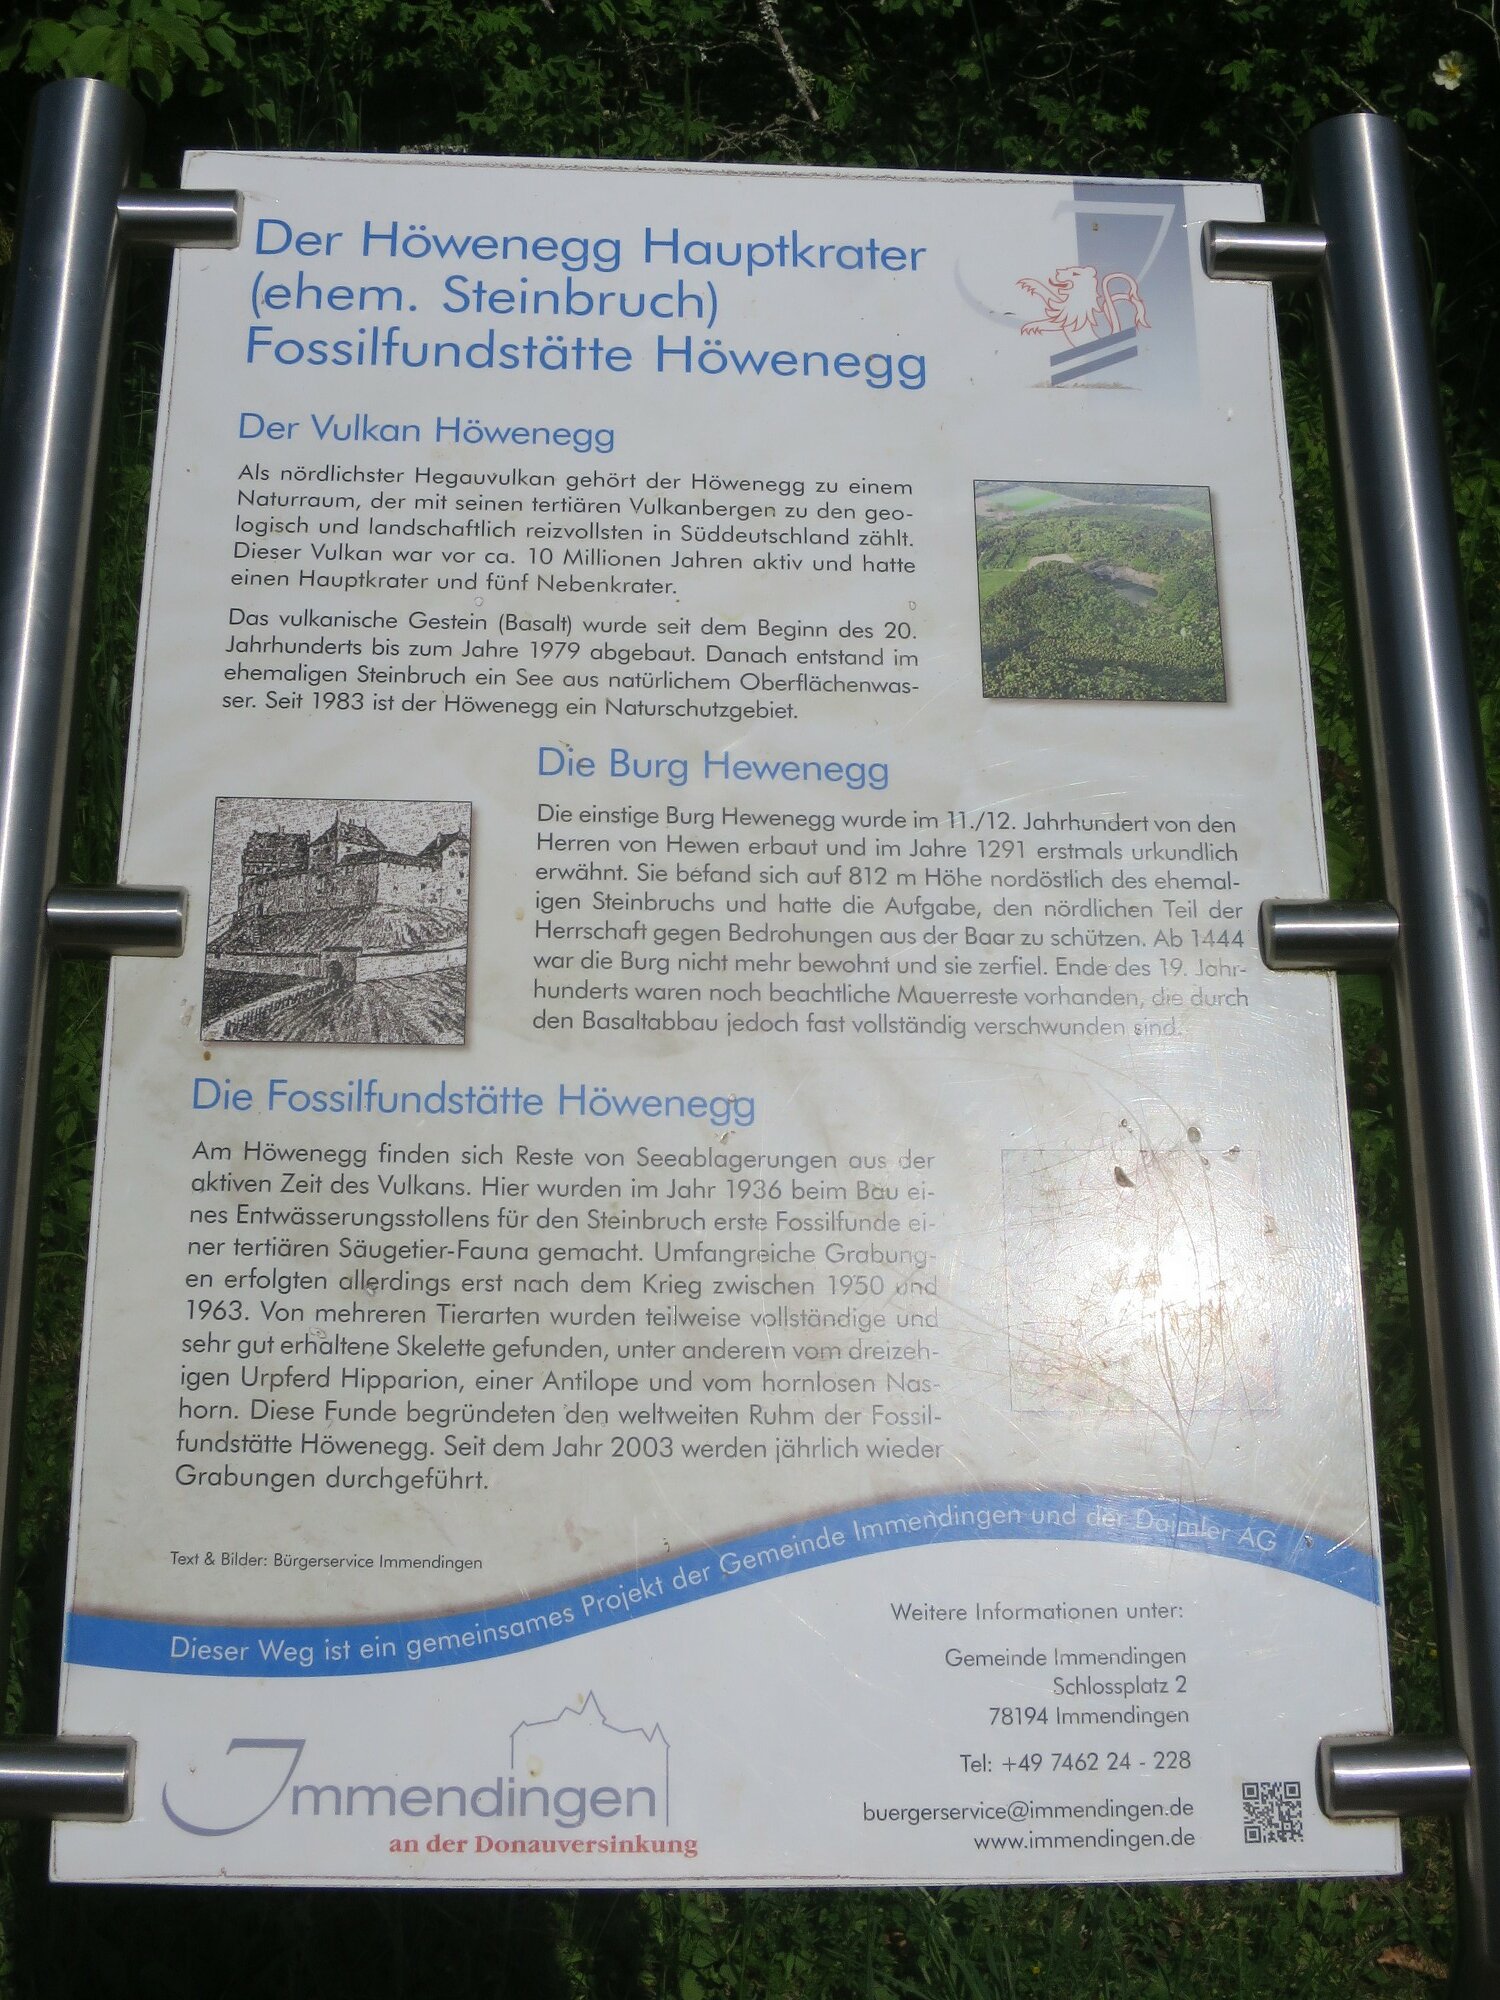 Der Höwenegg Hauptkrater
(ehem. Steinbruch)
Fossilfundstätte Höwenegg
Der Vulkan Höwenegg
Als nördlichster Hegauvulkan gehört der Höwenegg zu einem
Naturraum, der mit seinen tertiären Vulkanbergen zu den geo-
logisch und landschaftlich reizvollsten in Süddeutschland zählt.
Dieser Vulkan war vor ca. 10 Millionen Jahren aktiv und hatte
einen Hauptkrater und fünf Nebenkrater.
Das vulkanische Gestein (Basalt) wurde seit dem Beginn des 20.
Jahrhunderts bis zum Jahre 1979 abgebaut. Danach entstand im
ehemaligen Steinbruch ein See aus natürlichem Oberflächenwas-
ser. Seit 1983 ist der Höwenegg ein Naturschutzgebiet.
Die Burg Hewenegg
Die einstige Burg Hewenegg wurde im 11./12. Jahrhundert von den
Herren von Hewen erbaut und im Jahre 1291 erstmals urkundlich
erwähnt. Sie befand sich auf 812 m Höhe nordöstlich des ehemal-
igen Steinbruchs und hatte die Aufgabe, den nördlichen Teil der
Herrschaft gegen Bedrohungen aus der Baar zu schützen. Ab 1444
war die Burg nicht mehr bewohnt und sie zerfiel. Ende des 19. Jahr-
hunderts waren noch beachtliche Mauerreste vorhanden, die durch
den Basaltabbau jedoch fast vollständig verschwunden sind.
Die Fossilfundstätte Höwenegg
Am Höwenegg finden sich Reste von Seeablagerungen aus der
aktiven Zeit des Vulkans. Hier wurden im Jahr 1936 beim Bau ei-
nes Entwässerungsstollens für den Steinbruch erste Fossilfunde ei-
ner tertiären Säugetier-Fauna gemacht. Umfangreiche Grabung-
en erfolgten allerdings erst nach dem Krieg zwischen 1950 und
1963. Von mehreren Tierarten wurden teilweise vollständige und
sehr gut erhaltene Skelette gefunden, unter anderem vom dreizeh-
igen Urpferd Hipparion, einer Antilope und vom hornlosen Nas-
horn. Diese Funde begründeten den weltweiten Ruhm der Fossil-
fundstätte Höwenegg. Seit dem Jahr 2003 werden jährlich wieder
Grabungen durchgeführt.
Text & Bilder: Bürgerservice Immendingen
Dieser Weg ist ein gemeinsames Projekt der Gemeinde Immendingen und der Daimler AG
Weitere Informationen unter:
Gemeinde Immendingen
Schlossplatz 2
78194 Immendingen
Tel: +49 7462 24 - 228
buergerservice@immendingen.de
www.immendingen.de
Immendingen
an der Donauversinkung